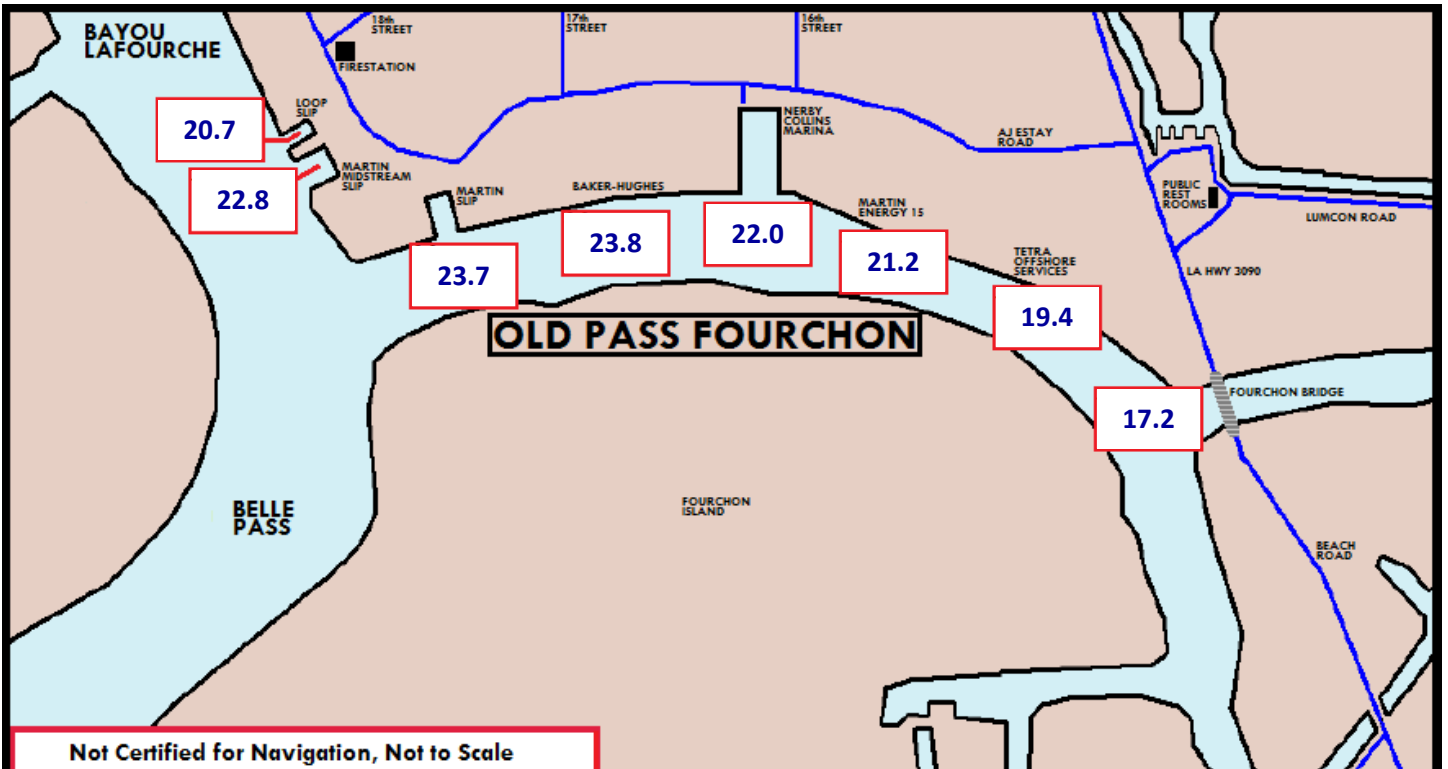 BAYOU
LAFOURCHE
18th
STREET
17th
STREET
16th
STREET
FIRESTATION
LOOP
SLIP
20.7
NERBY
COLLINS
MARINA
AJ ESTAY
ROAD
MARTIN
MIDSTREAM
SLIP
22.8
MARTIN
SLIP
BAKER-HUGHES
MARTIN
ENERGY 15
PUBLIC
REST
ROOMS
LUMCON ROAD
23.7
23.8
22.0
21.2
TETRA
OFFSHORE
SERVICES
LA HWY 3090
19.4
OLD PASS FOURCHON
FOURCHON BRIDGE
17.2
BELLE
PASS
FOURCHON
ISLAND
BEACH
ROAD
Not Certified for Navigation, Not to Scale